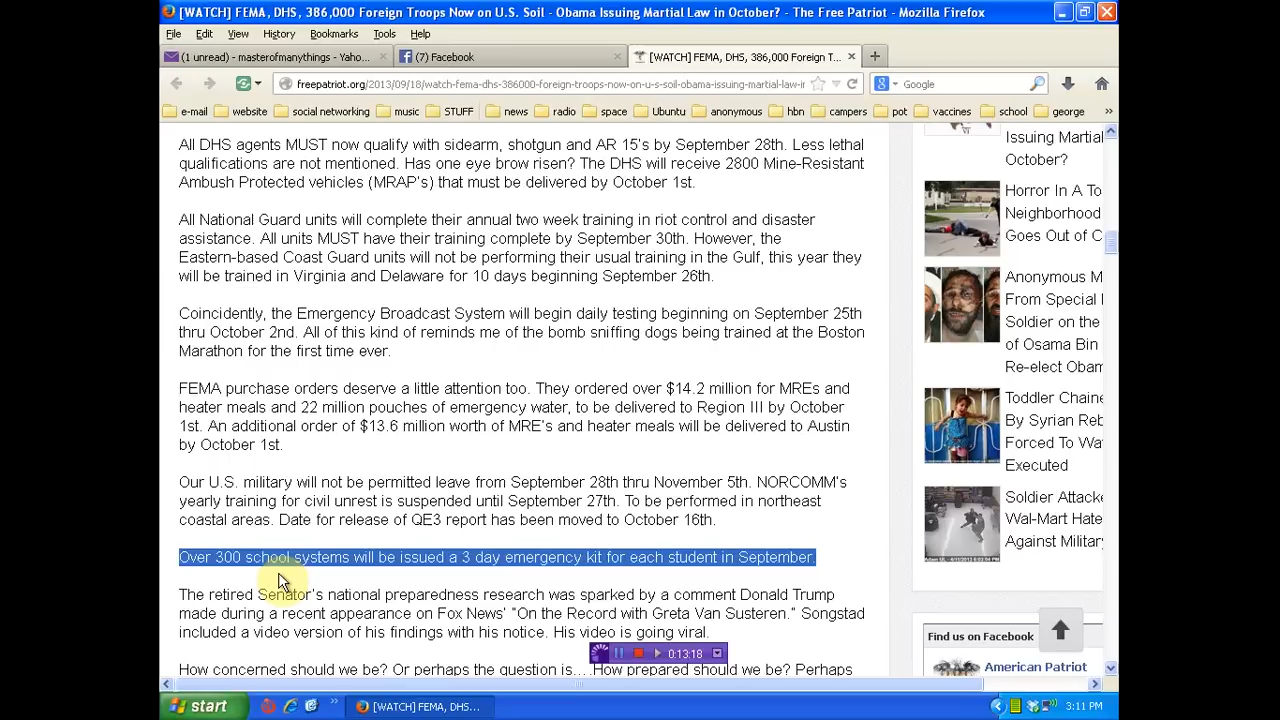 [WATCH] FEMA, DHS, 386,000 Foreign Troops Now on U.S. Soil - Obama Issuing Martial Law in October? - The Free Patriot - Mozilla Firefox
File Edit View History Bookmarks Tools Help
(1 unread) - masterofmanythings - Yaho...
(7) Facebook
[WATCH] FEMA, DHS, 386,000 Foreign T...
freepatriot.org/2013/09/18/watch-fema-dhs-386000-foreign-troops-now-on-u-s-soil-obama-issuing-martial-law-ir
Google
e-mail website social networking music STUFF news radio space Ubuntu anonymous hbn campers pot vaccines school george
All DHS agents MUST now qualify with sidearm, shotgun and AR 15's by September 28th. Less lethal
qualifications are not mentioned. Has one eye brow risen? The DHS will receive 2800 Mine-Resistant
Ambush Protected vehicles (MRAP's) that must be delivered by October 1st.
All National Guard units will complete their annual two week training in riot control and disaster
assistance. All units MUST have their training complete by September 30th. However, the
Eastern-based Coast Guard units will not be performing their usual training in the Gulf, this year they
will be trained in Virginia and Delaware for 10 days beginning September 26th.
Coincidently, the Emergency Broadcast System will begin daily testing beginning on September 25th
thru October 2nd. All of this kind of reminds me of the bomb sniffing dogs being trained at the Boston
Marathon for the first time ever.
FEMA purchase orders deserve a little attention too. They ordered over $14.2 million for MREs and
heater meals and 22 million pouches of emergency water, to be delivered to Region III by October
1st. An additional order of $13.6 million worth of MRE's and heater meals will be delivered to Austin
by October 1st.
Our U.S. military will not be permitted leave from September 28th thru November 5th. NORCOMM's
yearly training for civil unrest is suspended until September 27th. To be performed in northeast
coastal areas. Date for release of QE3 report has been moved to October 16th.
Over 300 school systems will be issued a 3 day emergency kit for each student in September.
The retired Senator's national preparedness research was sparked by a comment Donald Trump
made during a recent appearance on Fox News' "On the Record with Greta Van Susteren." Songstad
included a video version of his findings with his notice. His video is going viral.
How concerned should we be? Or perhaps the question is... How prepared should we be? Perhaps
Issuing Martial
October?
Horror In A To
Neighborhood
Goes Out of C
Anonymous M
From Special
Soldier on the
of Osama Bin
Re-elect Obam
Toddler Chaine
By Syrian Reb
Forced To Wat
Executed
Soldier Attacke
Wal-Mart Hate
Against Military
Find us on Facebook
American Patriot
0:13:18
start
[WATCH] FEMA, DHS...
3:11 PM